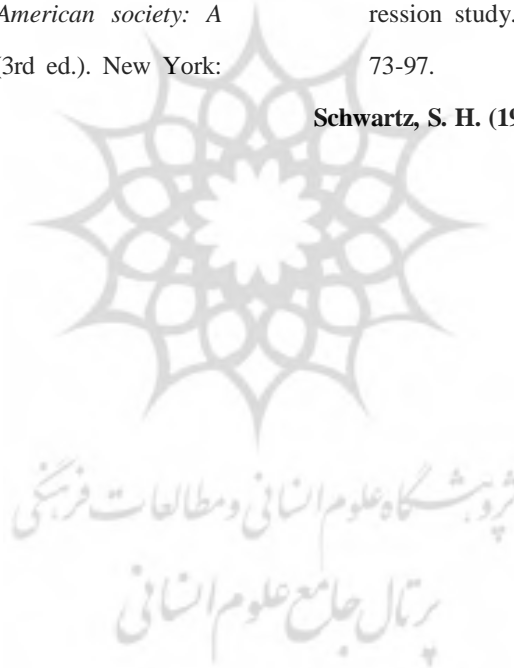 American society: A
(3rd ed.). New York:
ression study.
73-97.
Schwartz, S. H. (19
پژوهشگاه علوم انسانی و مطالعات فرهنگی
پرتال جامع علوم انسانی